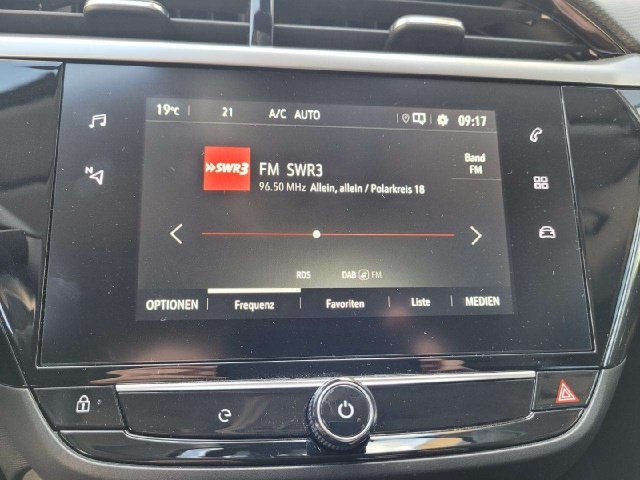 19°C 21 A/C AUTO 09:17
N
SWR3 FM SWR3 Band
96.50 MHz Allein, allein / Polarkreis 18 FM
RDS DAB FM
OPTIONEN Frequenz Favoriten Liste MEDIEN